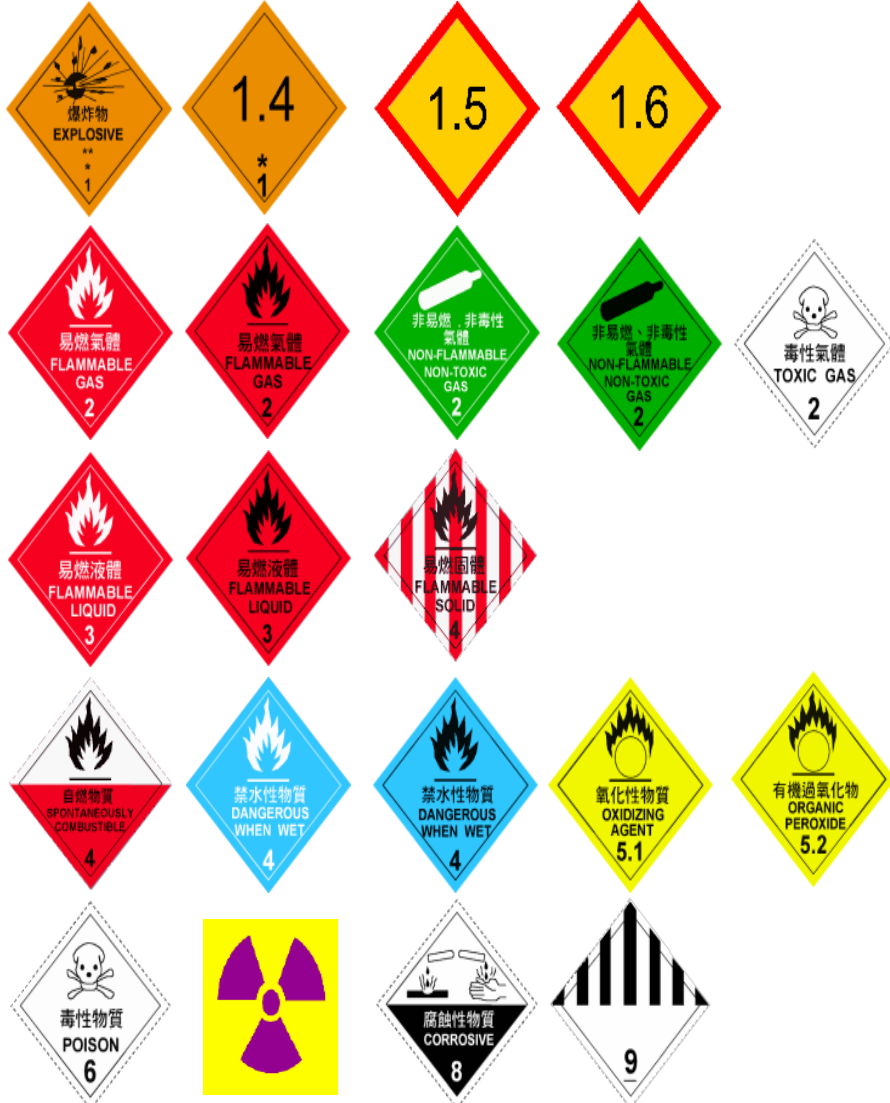 爆炸物
EXPLOSIVE
**
*
1
1.4
*
1
1.5
1.6
易燃氣體
FLAMMABLE
GAS
2
易燃氣體
FLAMMABLE
GAS
2
非易燃﹒非毒性
氣體
NON-FLAMMABLE
NON-TOXIC
GAS
2
非易燃、非毒性
氣體
NON-FLAMMABLE
NON-TOXIC
GAS
2
毒性氣體
TOXIC GAS
2
易燃液體
FLAMMABLE
LIQUID
3
易燃液體
FLAMMABLE
LIQUID
3
易燃固體
FLAMMABLE
SOLID
4
自燃物質
SPONTANEOUSLY
COMBUSTIBLE
4
禁水性物質
DANGEROUS
WHEN WET
4
禁水性物質
DANGEROUS
WHEN WET
4
氧化性物質
OXIDIZING
AGENT
5.1
有機過氧化物
ORGANIC
PEROXIDE
5.2
毒性物質
POISON
6
腐蝕性物質
CORROSIVE
8
9